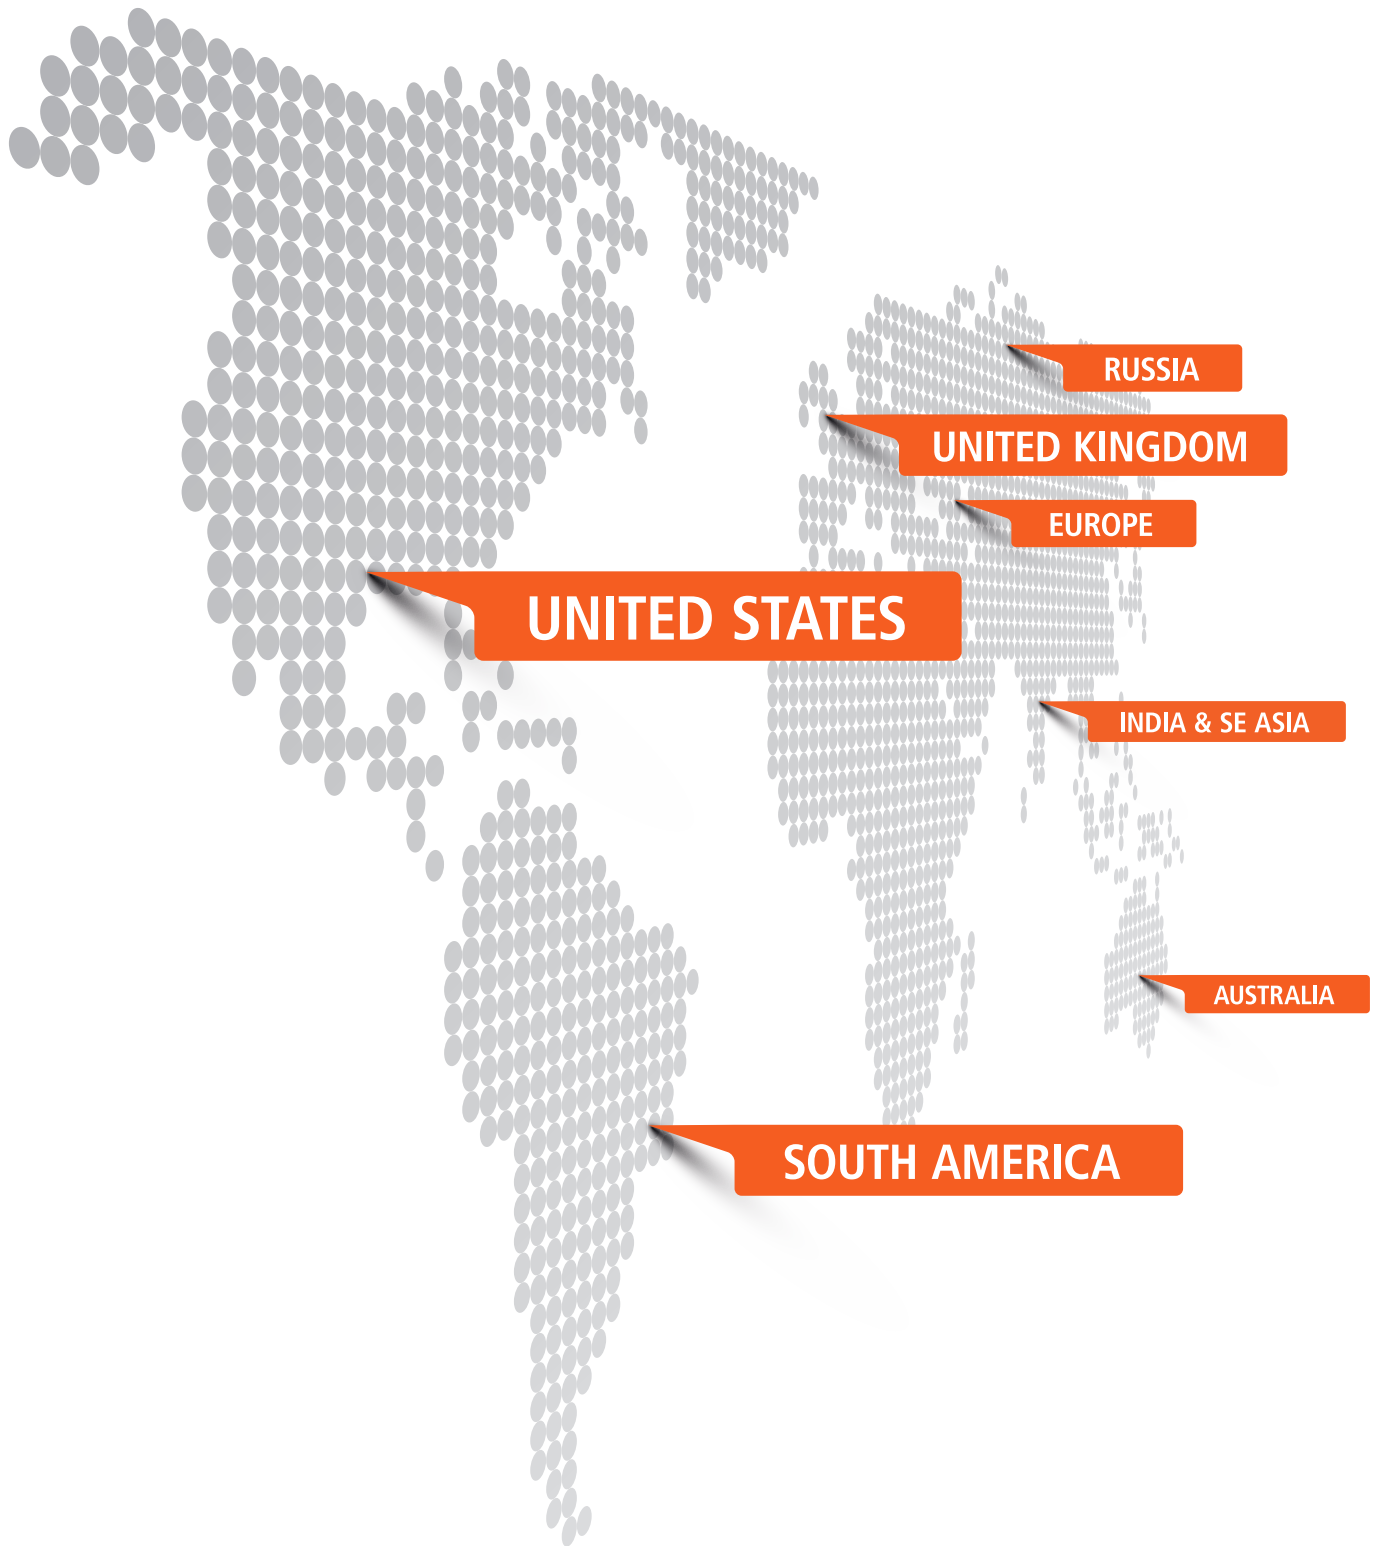 RUSSIA
UNITED KINGDOM
EUROPE
UNITED STATES
INDIA & SE ASIA
AUSTRALIA
SOUTH AMERICA